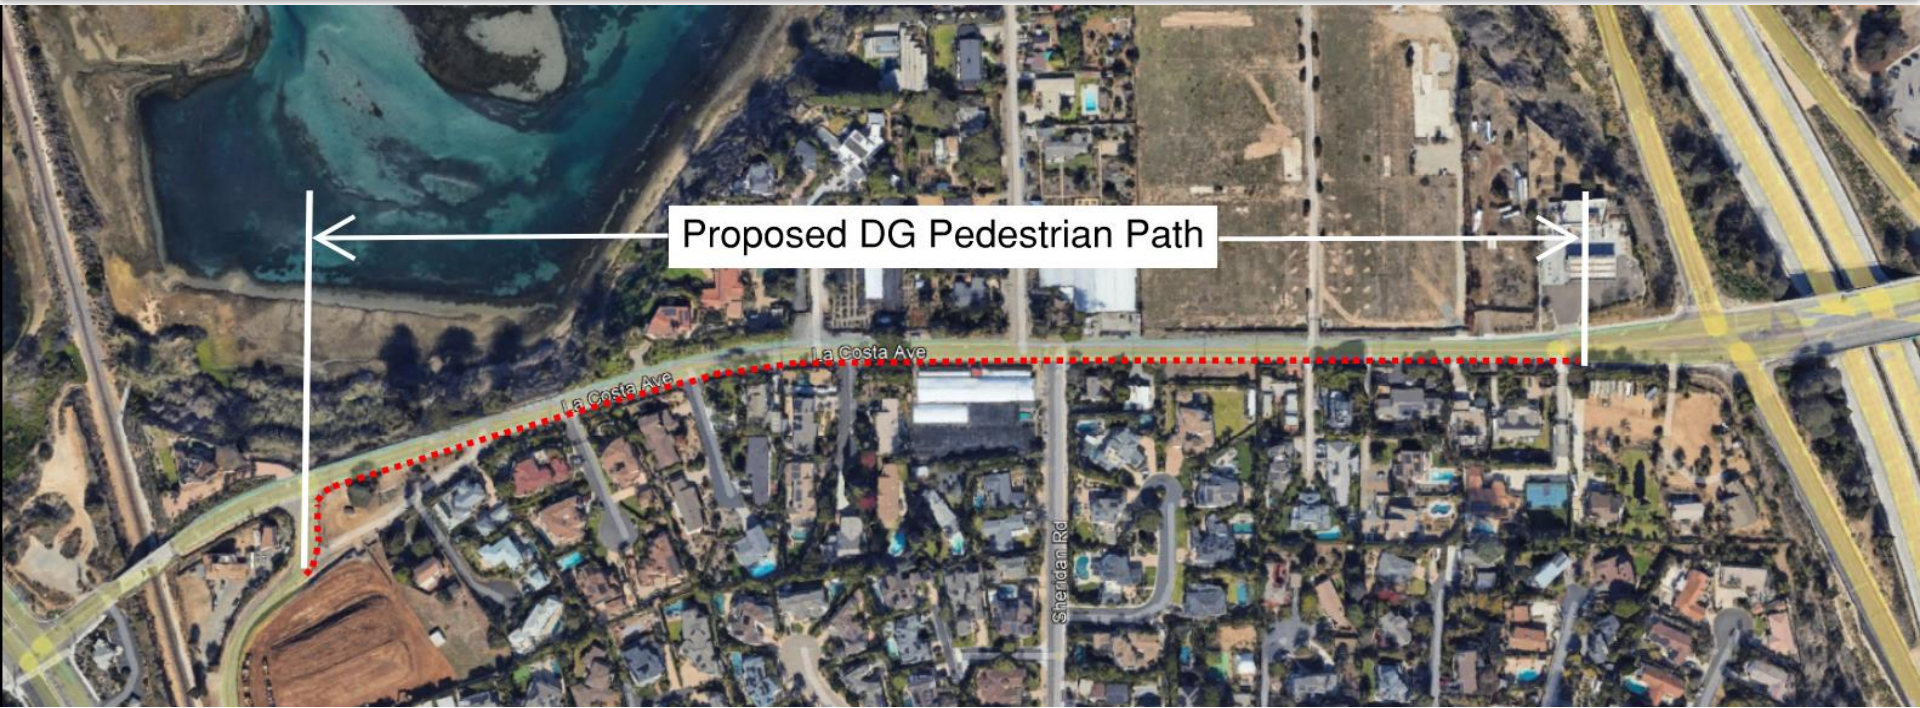 Proposed DG Pedestrian Path
La Costa Ave
La Costa Ave
Sheridan Rd